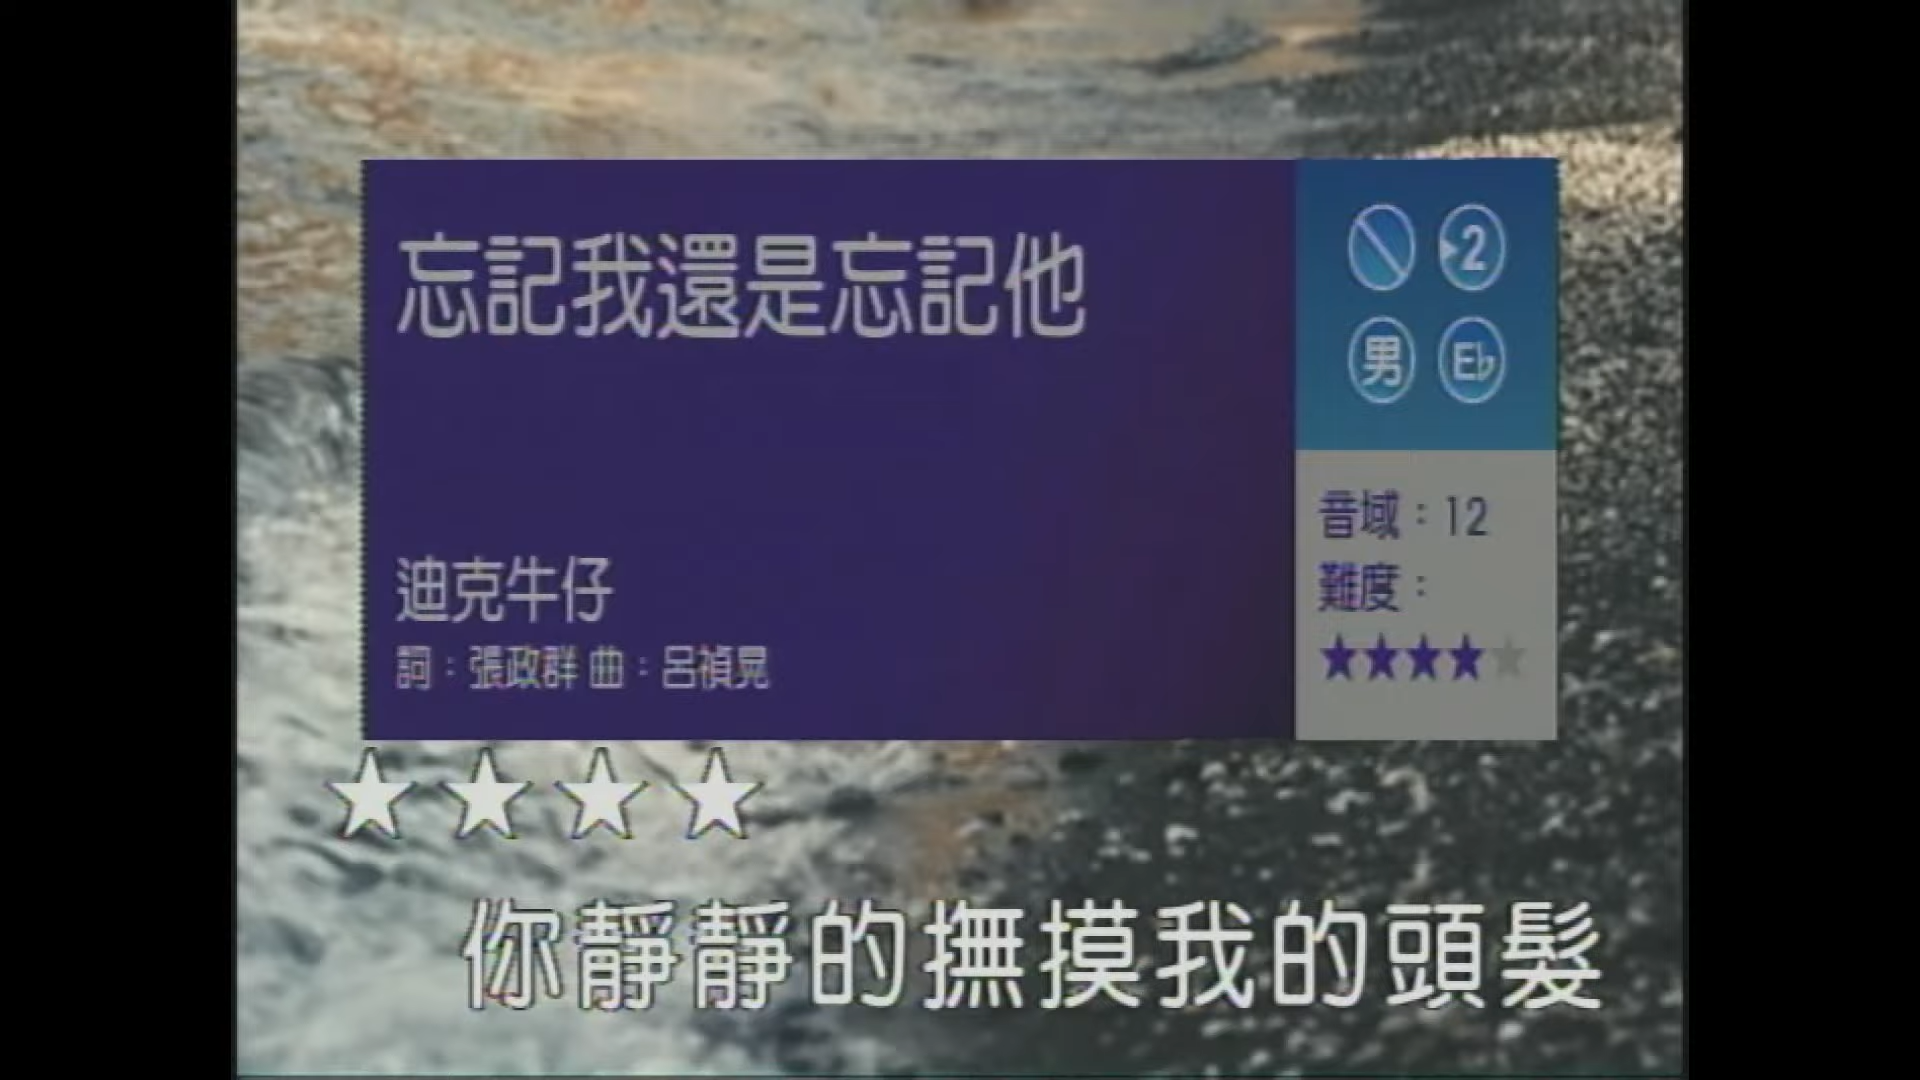 忘記我還是忘記他
2
男 E♭
迪克牛仔
詞：張政群 曲：呂禎晃
音域：12
難度：
★★★★★
★★★★
你靜靜的撫摸我的頭髮